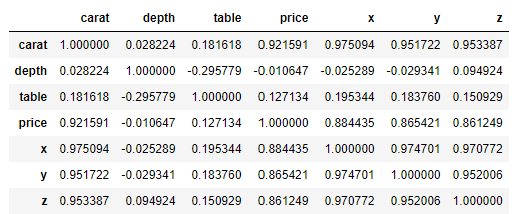 carat depth table price x y z
carat 1.000000 0.028224 0.181618 0.921591 0.975094 0.951722 0.953387
depth 0.028224 1.000000 -0.295779 -0.010647 -0.025289 -0.029341 0.094924
table 0.181618 -0.295779 1.000000 0.127134 0.195344 0.183760 0.150929
price 0.921591 -0.010647 0.127134 1.000000 0.884435 0.865421 0.861249
x 0.975094 -0.025289 0.195344 0.884435 1.000000 0.974701 0.970772
y 0.951722 -0.029341 0.183760 0.865421 0.974701 1.000000 0.952006
z 0.953387 0.094924 0.150929 0.861249 0.970772 0.952006 1.000000